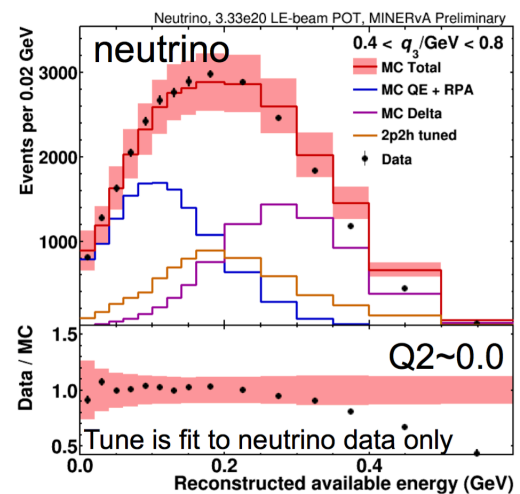 Neutrino, 3.33e20 LE-beam POT, MINERvA Preliminary
neutrino
0.4 < q3/GeV < 0.8
MC Total
MC QE + RPA
MC Delta
2p2h tuned
Data
Events per 0.02 GeV
3000
2000
1000
Q2~0.0
Data / MC
1.5
1.0
0.5
Tune is fit to neutrino data only
0.0 0.2 0.4
Reconstructed available energy (GeV)